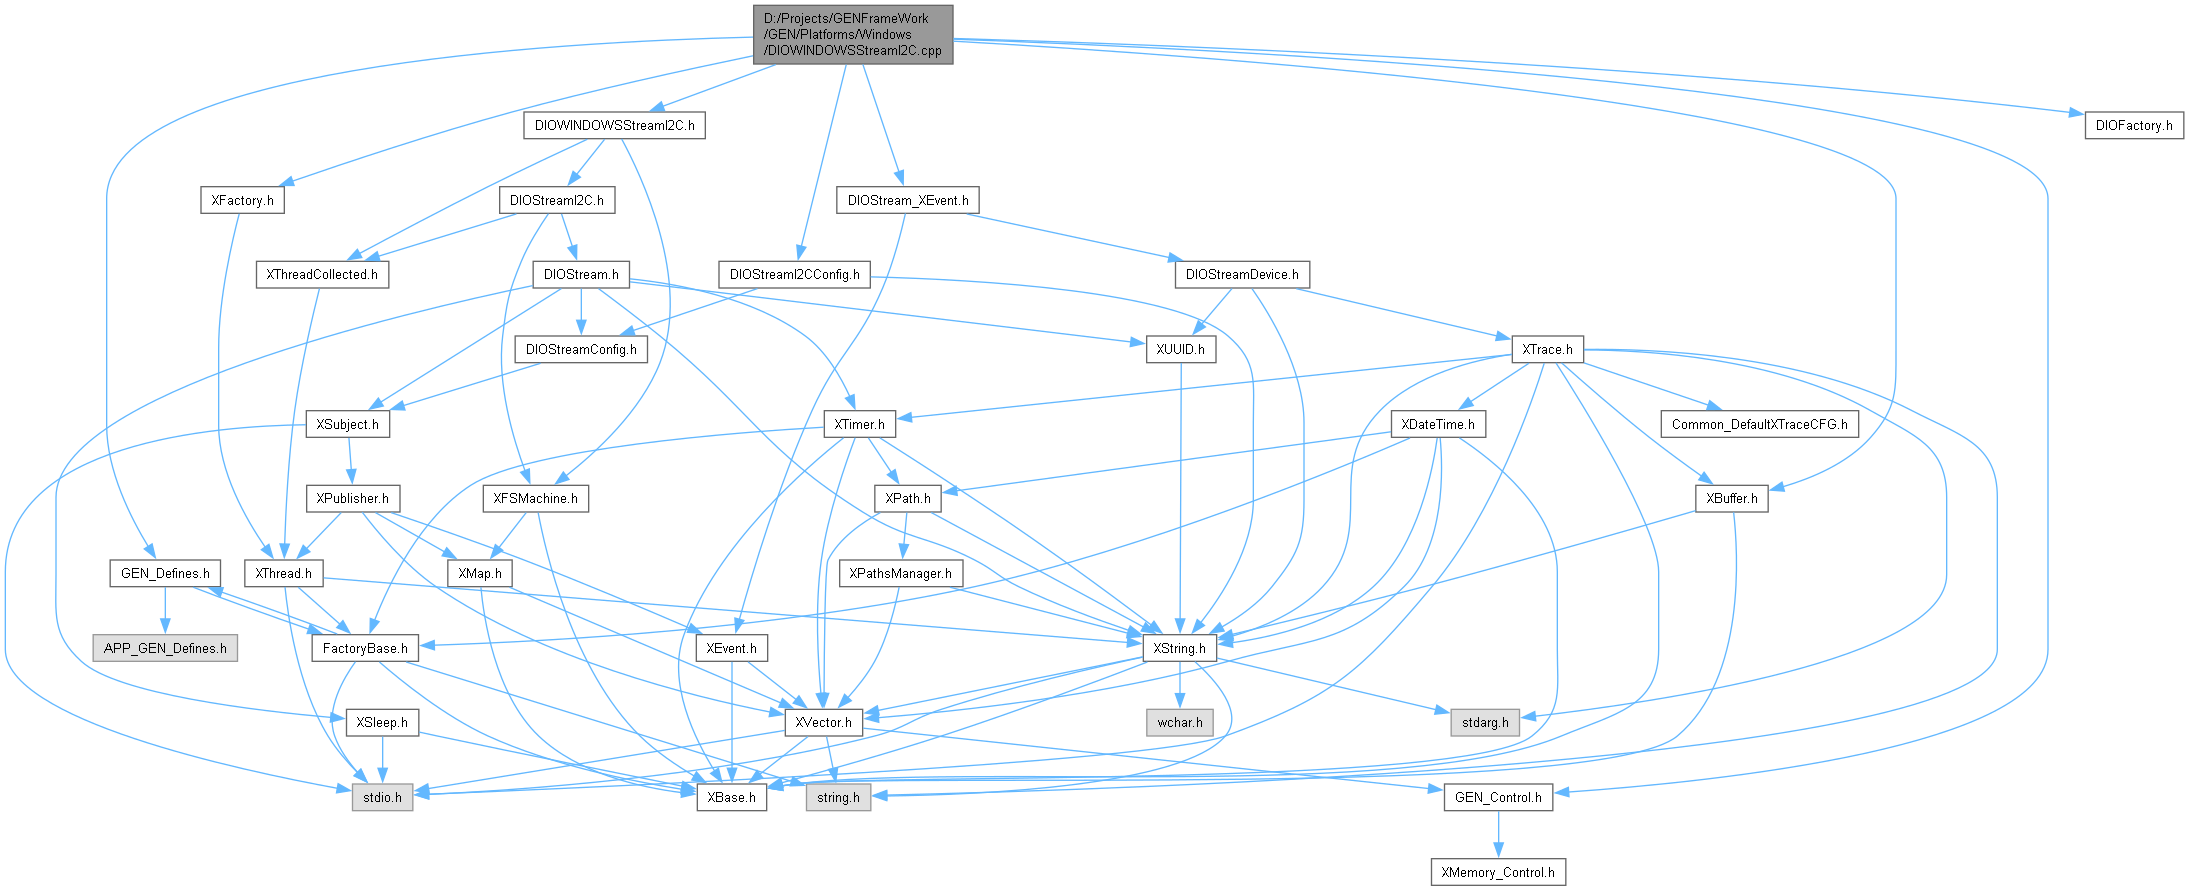 D:/Projects/GENFrameWork
/GEN/Platforms/Windows
/DIOWINDOWSStreamI2C.cpp
DIOWINDOWSStreamI2C.h
DIOFactory.h
XFactory.h
DIOStreamI2C.h
DIOStream_XEvent.h
XThreadCollected.h
DIOStream.h
DIOStreamI2CConfig.h
DIOStreamDevice.h
DIOStreamConfig.h
XUUID.h
XTrace.h
XSubject.h
XTimer.h
XDateTime.h
Common_DefaultXTraceCFG.h
XPublisher.h
XFSMachine.h
XPath.h
XBuffer.h
GEN_Defines.h
XThread.h
XMap.h
XPathsManager.h
APP_GEN_Defines.h
FactoryBase.h
XEvent.h
XString.h
XSleep.h
XVector.h
wchar.h
stdarg.h
stdio.h
XBase.h
string.h
GEN_Control.h
XMemory_Control.h